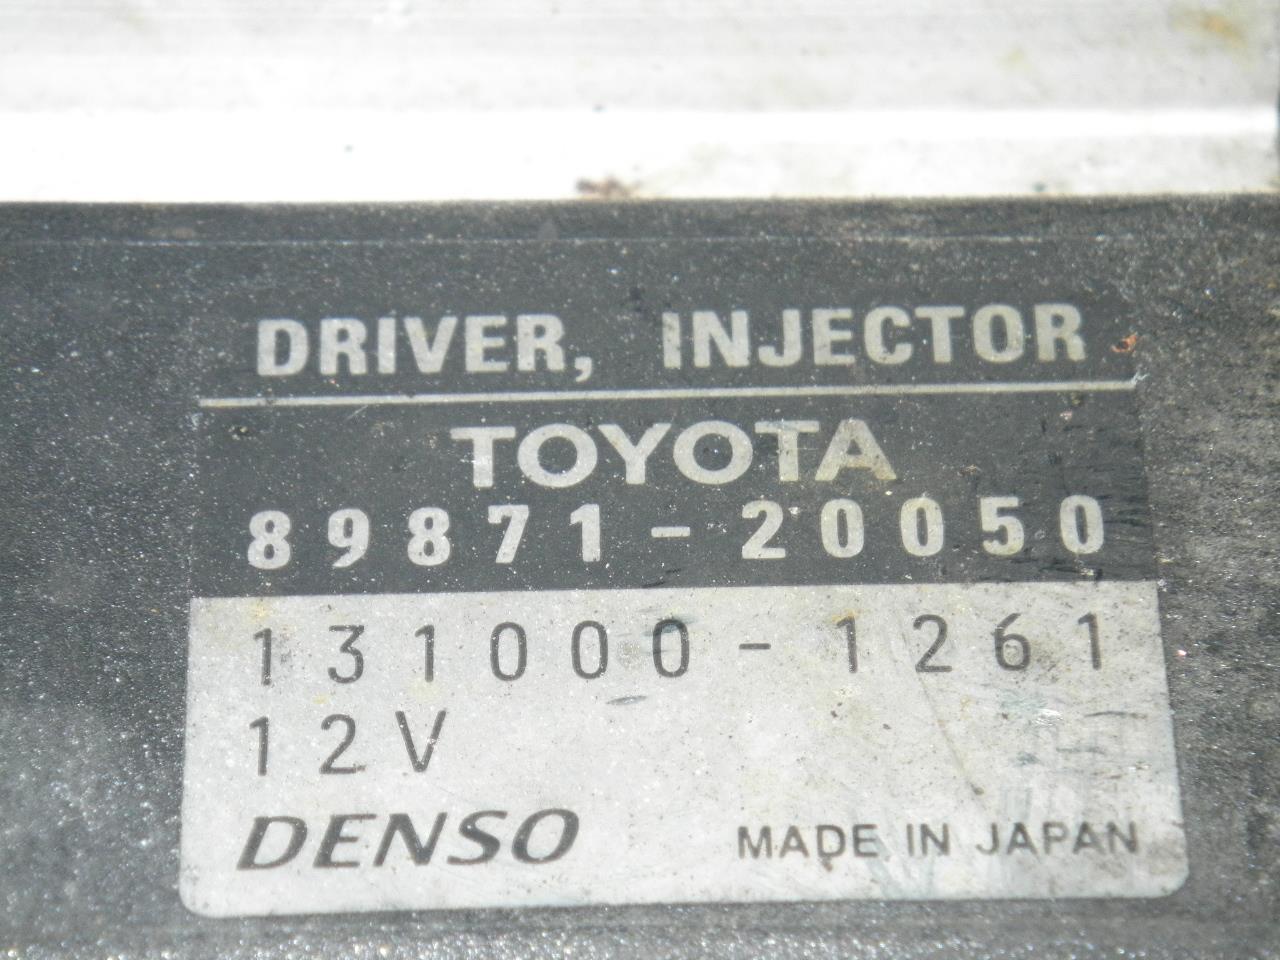 DRIVER, INJECTOR
TOYOTA
89871-20050
131000-1261
12V
DENSO MADE IN JAPAN